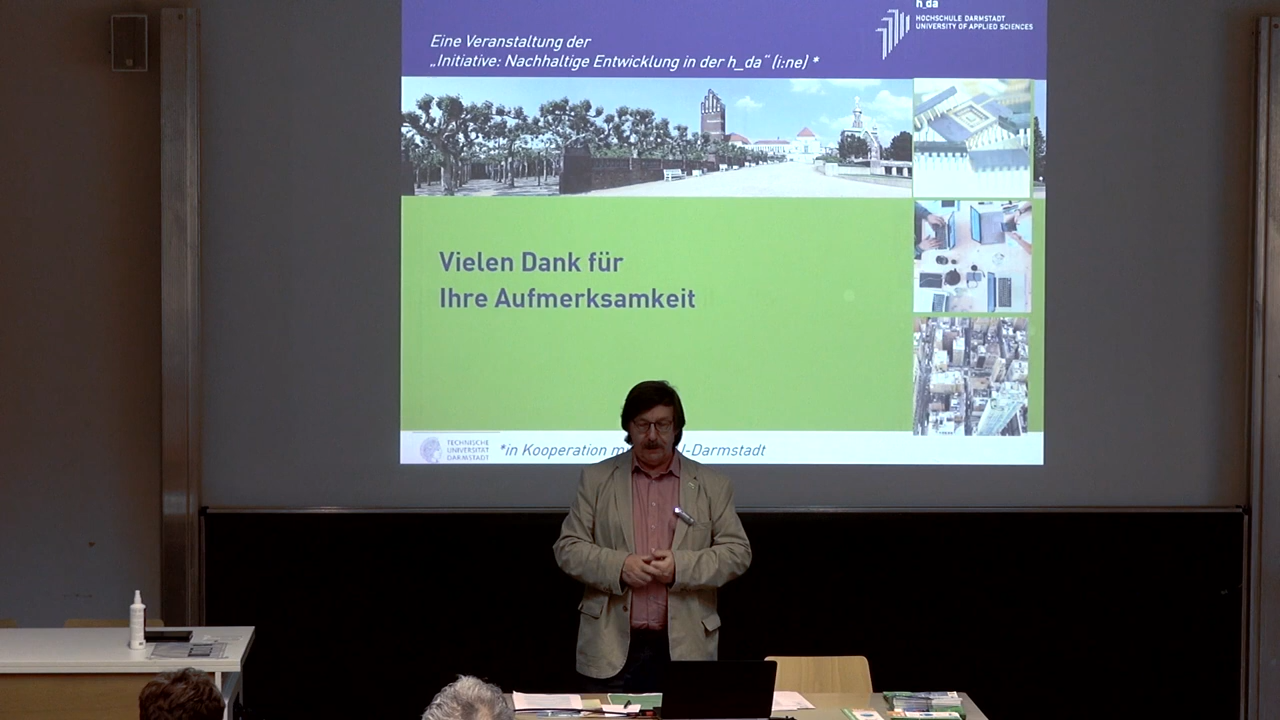 h_da
HOCHSCHULE DARMSTADT
UNIVERSITY OF APPLIED SCIENCES
Eine Veranstaltung der
„Initiative: Nachhaltige Entwicklung in der h_da“ (i:ne) *
Vielen Dank für
Ihre Aufmerksamkeit
TECHNISCHE
UNIVERSITÄT
DARMSTADT
*in Kooperation m -Darmstadt